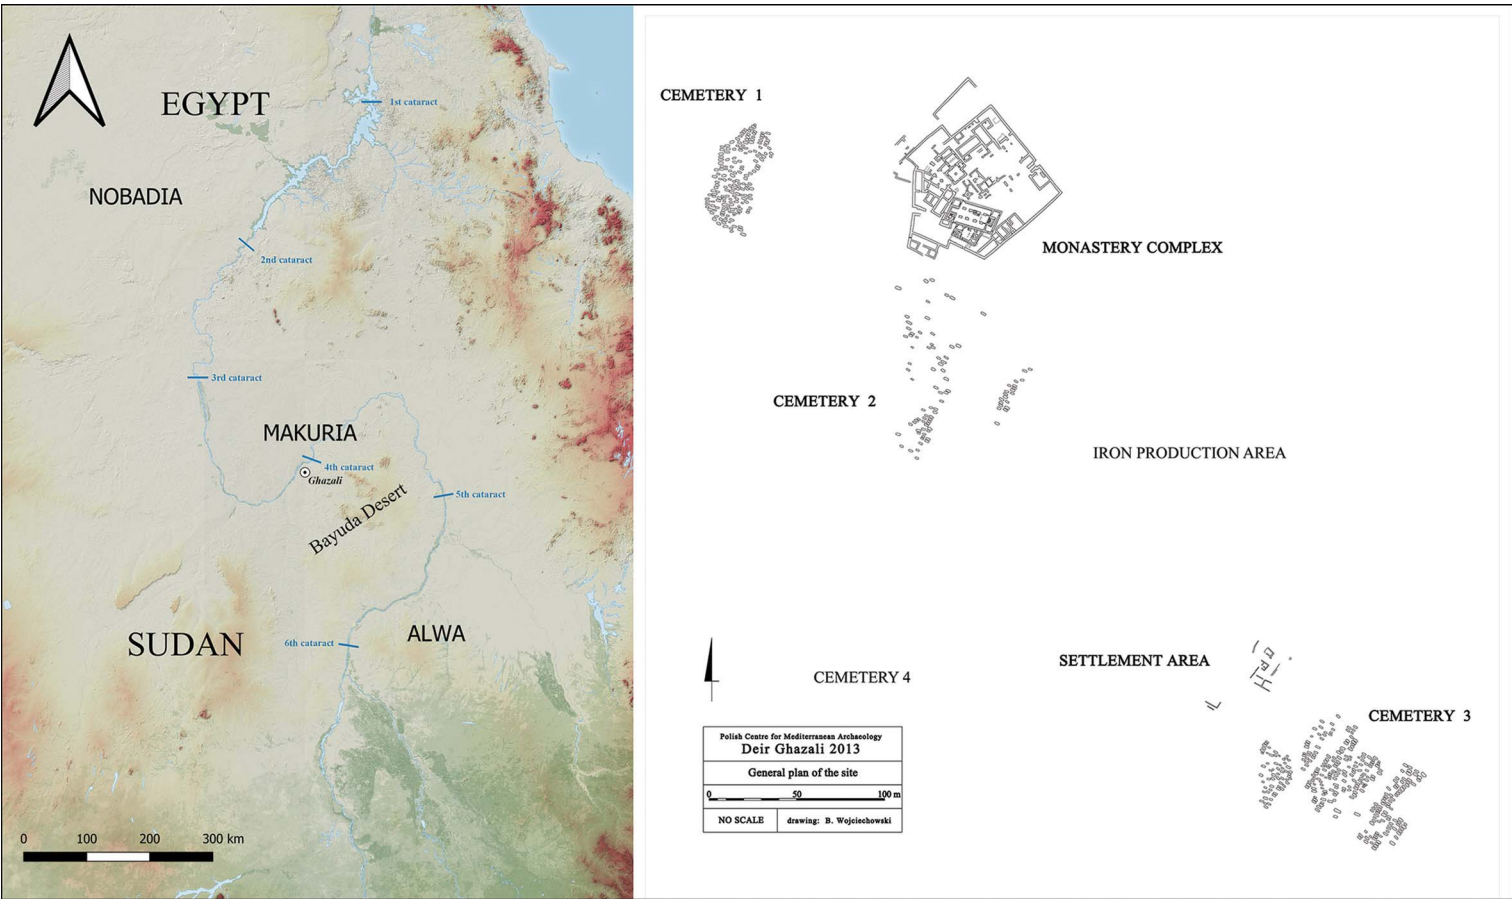 EGYPT
1st cataract
NOBADIA
2nd cataract
3rd cataract
MAKURIA
4th cataract
Ghazali
5th cataract
Bayuda Desert
SUDAN
ALWA
6th cataract
0 100 200 300 km
CEMETERY 1
MONASTERY COMPLEX
CEMETERY 2
IRON PRODUCTION AREA
SETTLEMENT AREA
CEMETERY 4
CEMETERY 3
Polish Centre for Mediterranean Archaeology
Deir Ghazali 2013
General plan of the site
0 50 100 m
NO SCALE
drawing: B. Wojciechowski